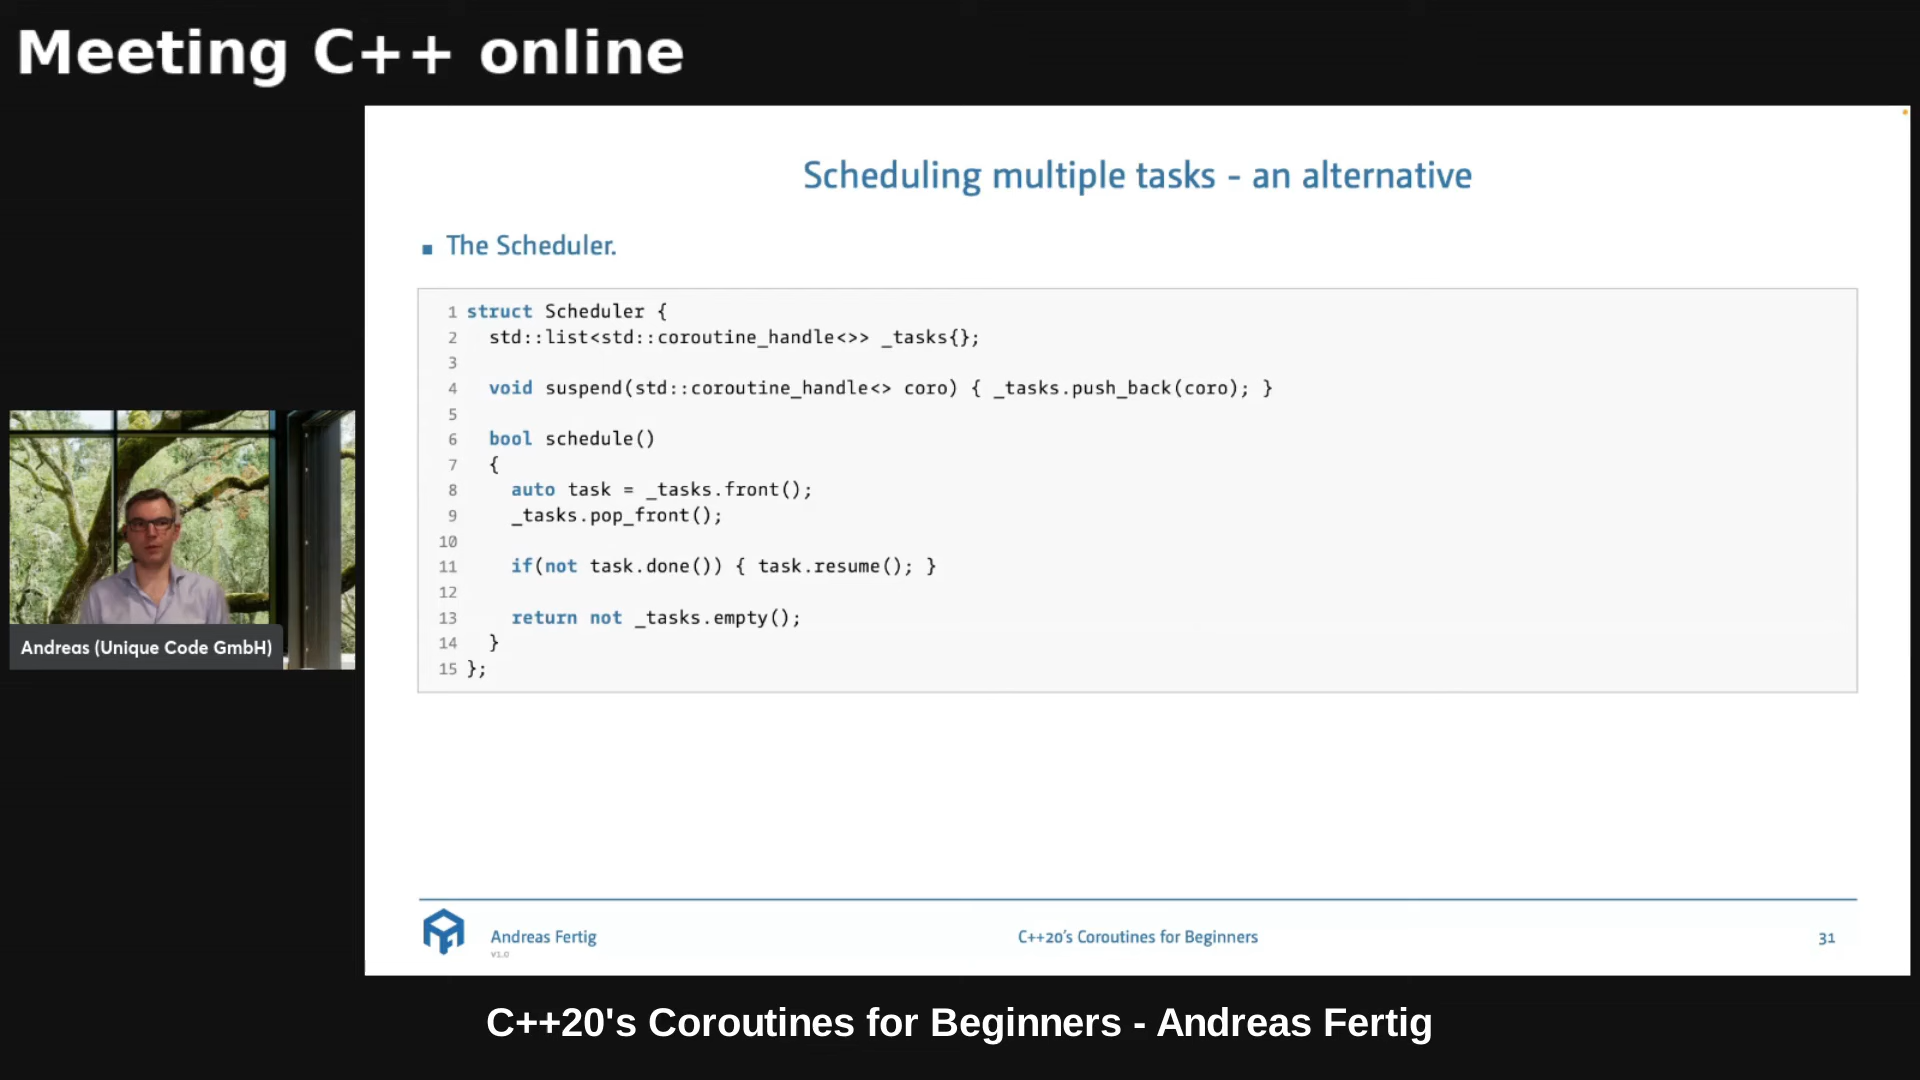 Meeting C++ online
Scheduling multiple tasks - an alternative
■ The Scheduler.
1 struct Scheduler {
2   std::list<std::coroutine_handle<>> _tasks{};
3
4   void suspend(std::coroutine_handle<> coro) { _tasks.push_back(coro); }
5
6   bool schedule()
7   {
8     auto task = _tasks.front();
9     _tasks.pop_front();
10
11     if(not task.done()) { task.resume(); }
12
13     return not _tasks.empty();
14   }
15 };
Andreas (Unique Code GmbH)
Andreas Fertig
v1.0
C++20's Coroutines for Beginners
31
C++20's Coroutines for Beginners - Andreas Fertig